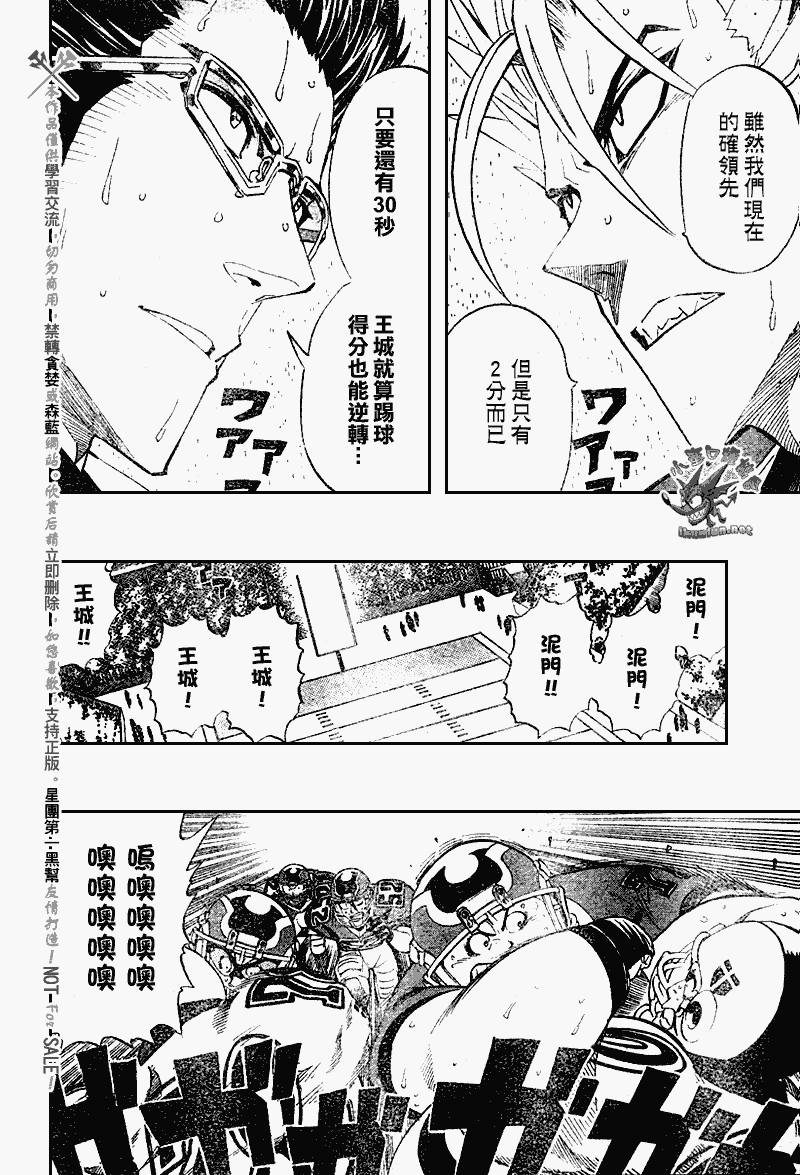 雖然我們現在
的確領先
但是只有
2分而已
只要還有30秒
王城就算踢球
得分也能逆轉…
ワァァ
ワァァ
泥門！
泥門！
泥門!!
王城！
王城！
王城!!
嗚噢噢噢噢
噢噢噢噢噢
本作品僅供學習交流，切勿商用，禁轉貪婪或森藍網站。欣賞后請立即刪除，如您喜歡，支持正版。星團第一黑幫友情打造！NOT For SALE！
ikuniun.net